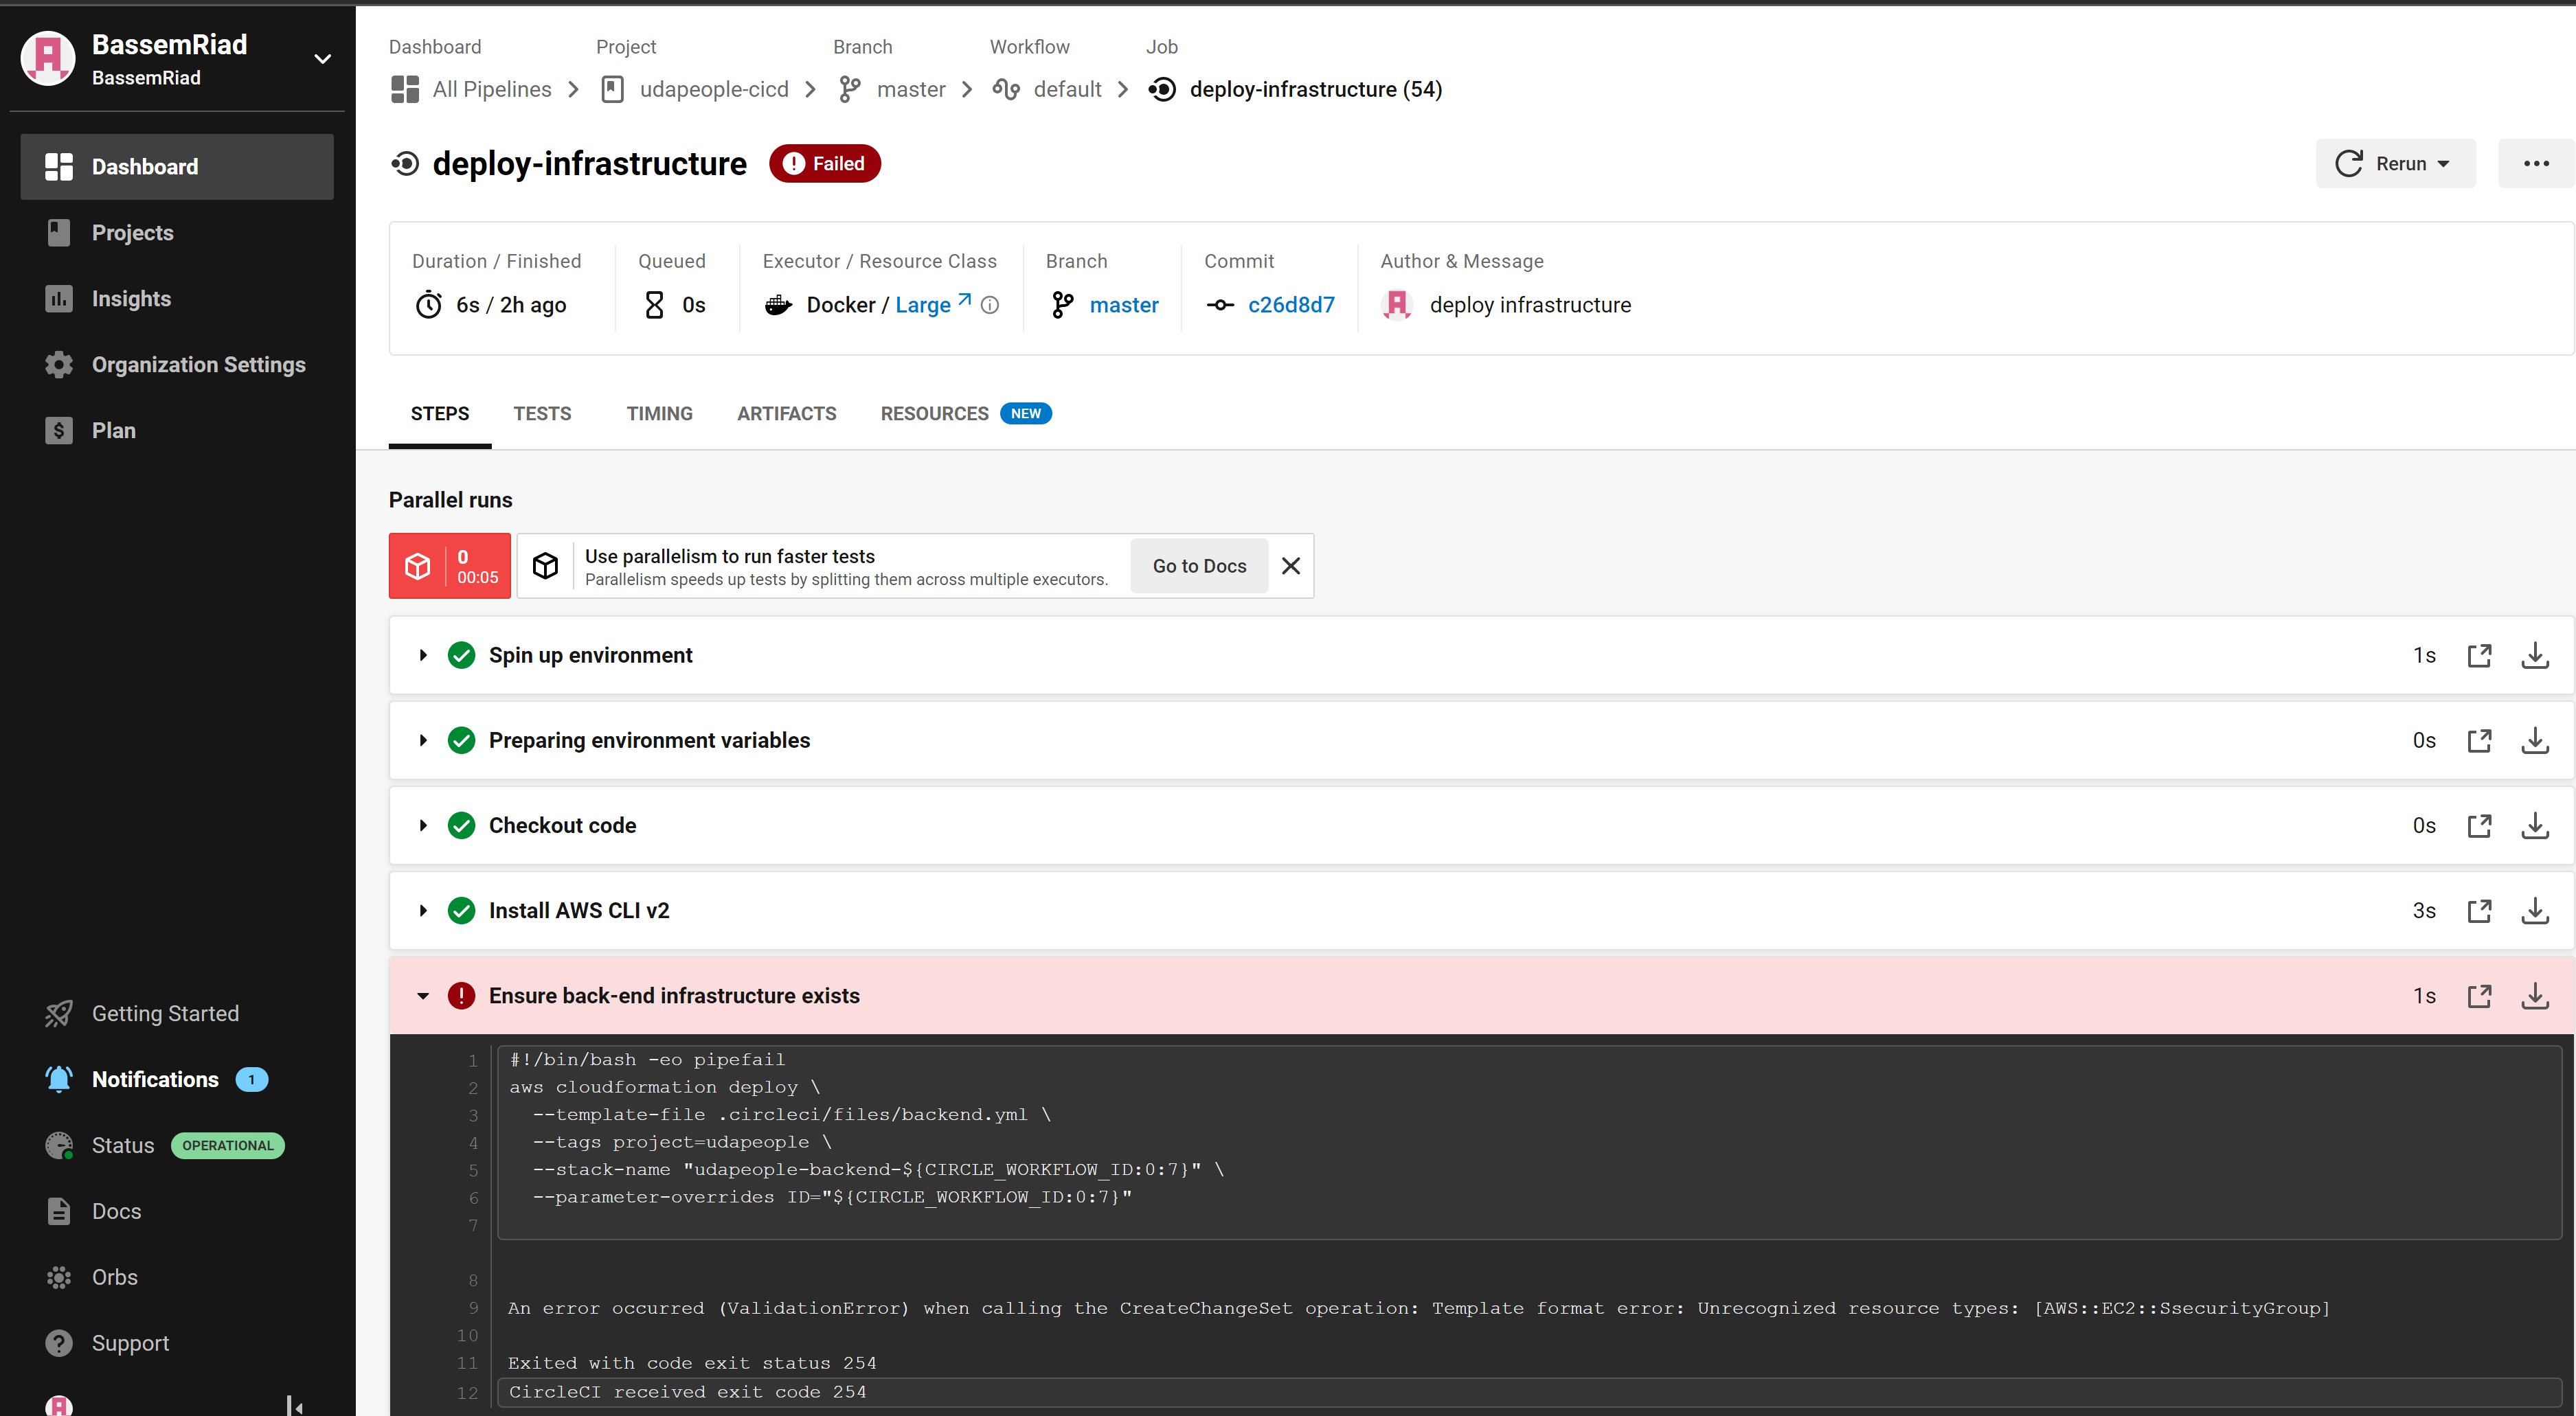 BassemRiad
BassemRiad
Dashboard
Projects
Insights
Organization Settings
Plan
Getting Started
Notifications 1
Status OPERATIONAL
Docs
Orbs
Support
Dashboard Project Branch Workflow Job
All Pipelines udapeople-cicd master default deploy-infrastructure (54)
deploy-infrastructure Failed Rerun
Duration / Finished Queued Executor / Resource Class Branch Commit Author & Message
6s / 2h ago 0s Docker / Large master c26d8d7 deploy infrastructure
STEPS TESTS TIMING ARTIFACTS RESOURCES NEW
Parallel runs
0
00:05
Use parallelism to run faster tests
Parallelism speeds up tests by splitting them across multiple executors.
Go to Docs
Spin up environment 1s
Preparing environment variables 0s
Checkout code 0s
Install AWS CLI v2 3s
Ensure back-end infrastructure exists 1s
1 #!/bin/bash -eo pipefail
2 aws cloudformation deploy \
3 --template-file .circleci/files/backend.yml \
4 --tags project=udapeople \
5 --stack-name "udapeople-backend-${CIRCLE_WORKFLOW_ID:0:7}" \
6 --parameter-overrides ID="${CIRCLE_WORKFLOW_ID:0:7}"
7
8
9 An error occurred (ValidationError) when calling the CreateChangeSet operation: Template format error: Unrecognized resource types: [AWS::EC2::SsecurityGroup]
10
11 Exited with code exit status 254
12 CircleCI received exit code 254